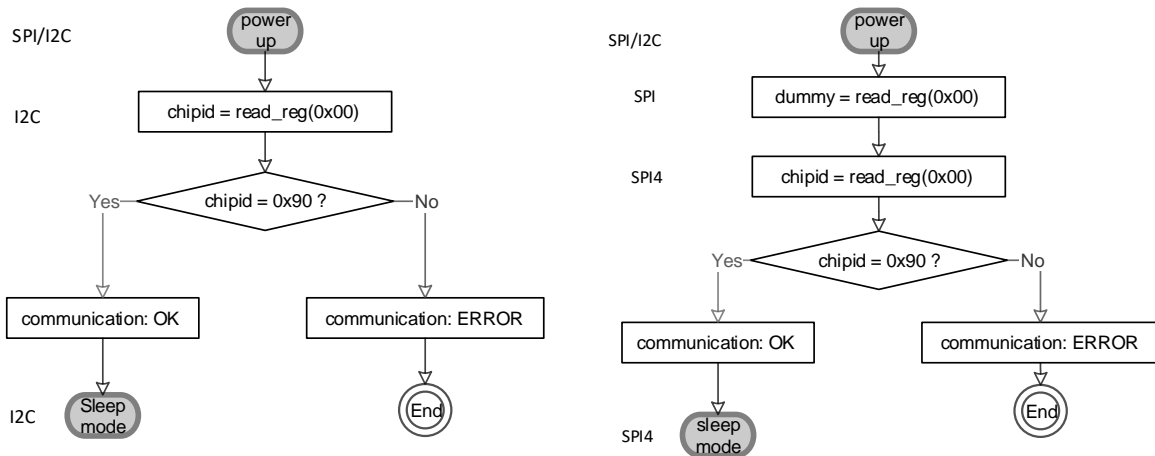 power
up
SPI/I2C
I2C
chipid = read_reg(0x00)
chipid = 0x90 ?
Yes
No
communication: OK
communication: ERROR
I2C
Sleep
mode
End
power
up
SPI/I2C
SPI
dummy = read_reg(0x00)
SPI4
chipid = read_reg(0x00)
chipid = 0x90 ?
Yes
No
communication: OK
communication: ERROR
SPI4
sleep
mode
End